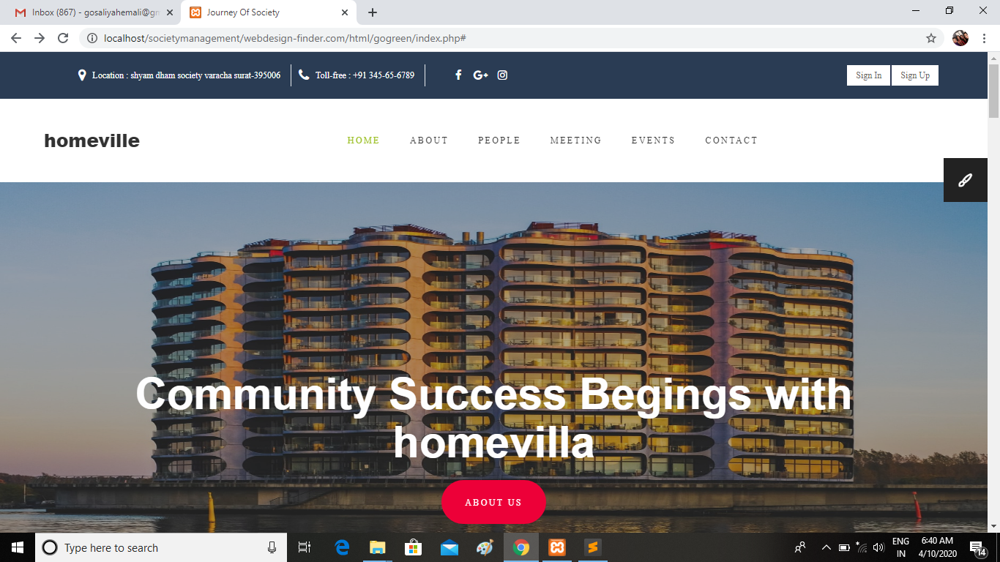 Inbox (867) - gosaliyahemali@gm
Journey Of Society
localhost/societymanagement/webdesign-finder.com/html/gogreen/index.php#
Location : shyam dham society varacha surat-395006
Toll-free : +91 345-65-6789
G+
Sign In
Sign Up
homeville
HOME
ABOUT
PEOPLE
MEETING
EVENTS
CONTACT
Community Success Begings with
homevilla
ABOUT US
Type here to search
ENG
IN
6:40 AM
4/10/2020
14